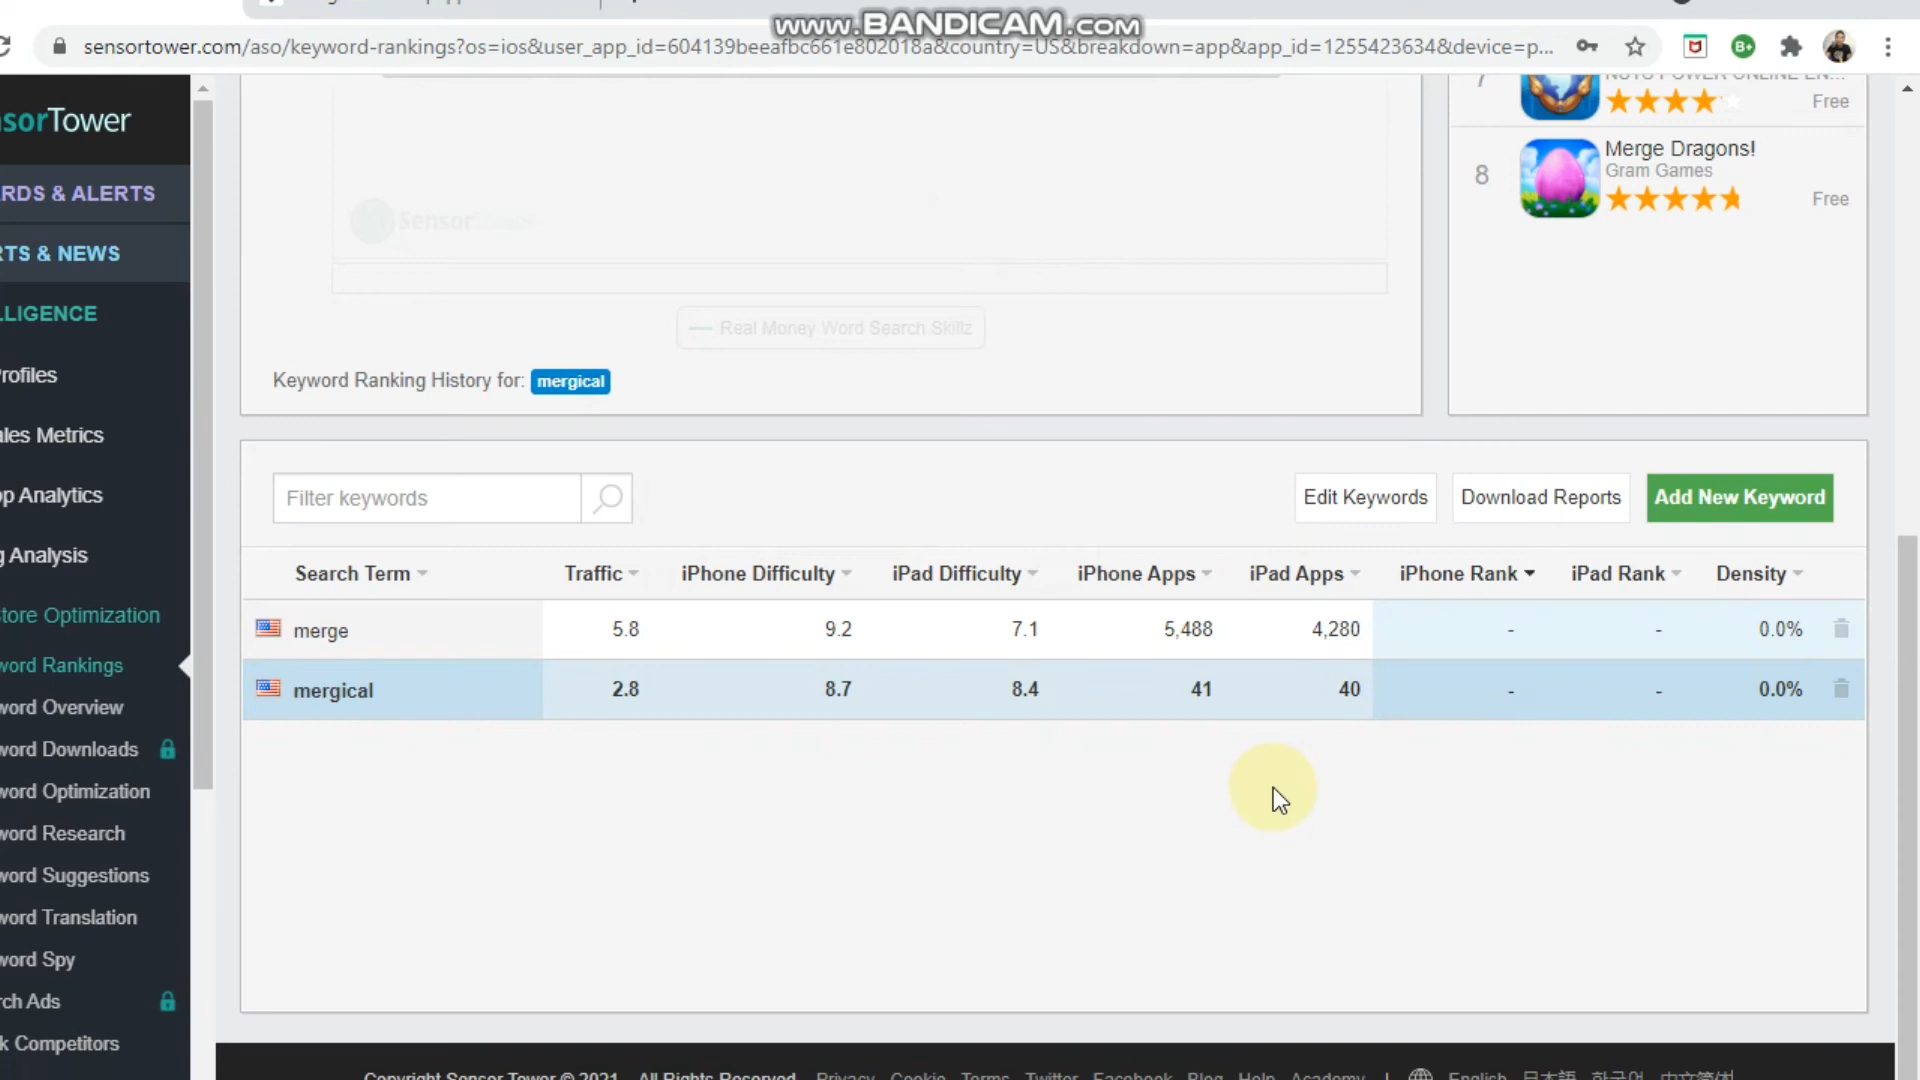 www.BANDICAM.com
sensortower.com/aso/keyword-rankings?os=ios&user_app_id=604139beeafbc661e802018a&country=US&breakdown=app&app_id=1255423634&device=p...
B+
sorTower
RDS & ALERTS
RTS & NEWS
LLIGENCE
rofiles
ales Metrics
op Analytics
g Analysis
tore Optimization
word Rankings
word Overview
word Downloads
word Optimization
word Research
word Suggestions
word Translation
word Spy
rch Ads
k Competitors
7
Free
8
Merge Dragons!
Gram Games
Free
Sensor
Real Money Word Search Skillz
Keyword Ranking History for: mergical
Filter keywords
Edit Keywords
Download Reports
Add New Keyword
Search Term Traffic iPhone Difficulty iPad Difficulty iPhone Apps iPad Apps iPhone Rank iPad Rank Density
merge 5.8 9.2 7.1 5,488 4,280 - - 0.0%
mergical 2.8 8.7 8.4 41 40 - - 0.0%
Copyright Sensor Tower © 2021 All Rights Reserved Privacy Cookie Terms Twitter Facebook Blog Help Academy | English 日本語 한국어 中文简体